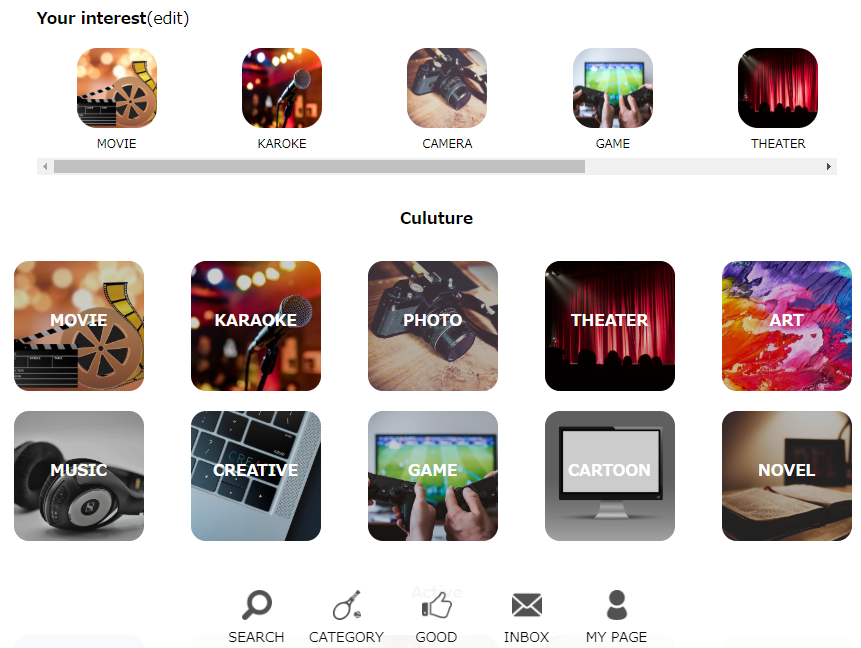 Your interest(edit)
MOVIE KAROKE CAMERA GAME THEATER
Culuture
MOVIE KARAOKE PHOTO THEATER ART
MUSIC CREATIVE GAME CARTOON NOVEL
Active
SEARCH CATEGORY GOOD INBOX MY PAGE